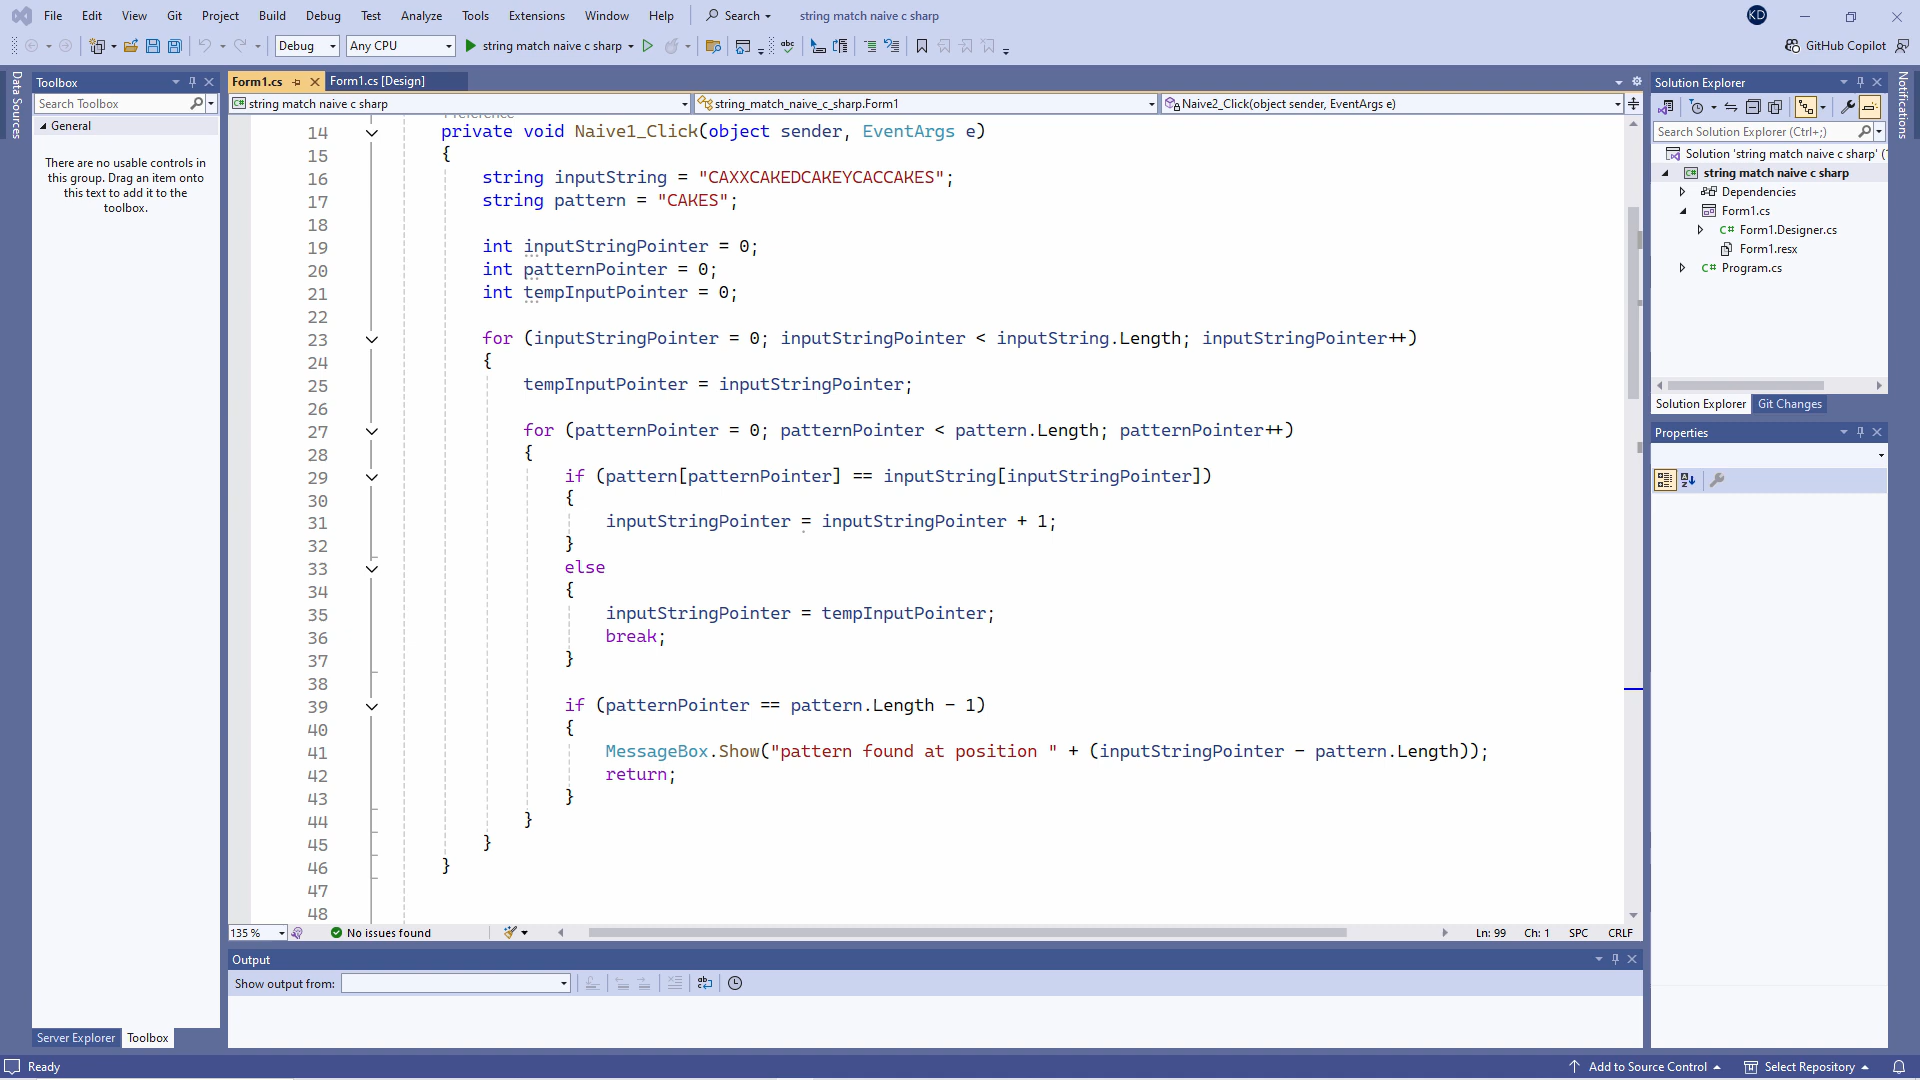 File Edit View Git Project Build Debug Test Analyze Tools Extensions Window Help Search string match naive c sharp KD
Debug Any CPU string match naive c sharp GitHub Copilot
Data Sources
Toolbox
Search Toolbox
General
There are no usable controls in
this group. Drag an item onto
this text to add it to the
toolbox.
Server Explorer Toolbox
Form1.cs Form1.cs [Design]
string match naive c sharp string_match_naive_c_sharp.Form1 Naive2_Click(object sender, EventArgs e)
14 private void Naive1_Click(object sender, EventArgs e)
15 {
16 string inputString = "CAXXCAKEDCAKEYCACCAKES";
17 string pattern = "CAKES";
18
19 int inputStringPointer = 0;
20 int patternPointer = 0;
21 int tempInputPointer = 0;
22
23 for (inputStringPointer = 0; inputStringPointer < inputString.Length; inputStringPointer++)
24 {
25 tempInputPointer = inputStringPointer;
26
27 for (patternPointer = 0; patternPointer < pattern.Length; patternPointer++)
28 {
29 if (pattern[patternPointer] == inputString[inputStringPointer])
30 {
31 inputStringPointer = inputStringPointer + 1;
32 }
33 else
34 {
35 inputStringPointer = tempInputPointer;
36 break;
37 }
38
39 if (patternPointer == pattern.Length - 1)
40 {
41 MessageBox.Show("pattern found at position " + (inputStringPointer - pattern.Length));
42 return;
43 }
44 }
45 }
46 }
47
48
135 % No issues found Ln: 99 Ch: 1 SPC CRLF
Output
Show output from:
Solution Explorer
Search Solution Explorer (Ctrl+;)
Solution 'string match naive c sharp' (
string match naive c sharp
Dependencies
Form1.cs
C# Form1.Designer.cs
Form1.resx
C# Program.cs
Solution Explorer Git Changes
Properties
Notifications
Ready Add to Source Control Select Repository